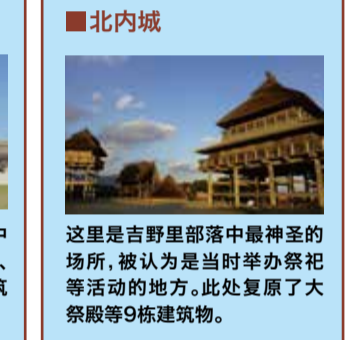 ■北内城
这里是吉野里部落中最神圣的
场所，被认为是当时举办祭祀
等活动的地方。此处复原了大
祭殿等9栋建筑物。
中
、
筑